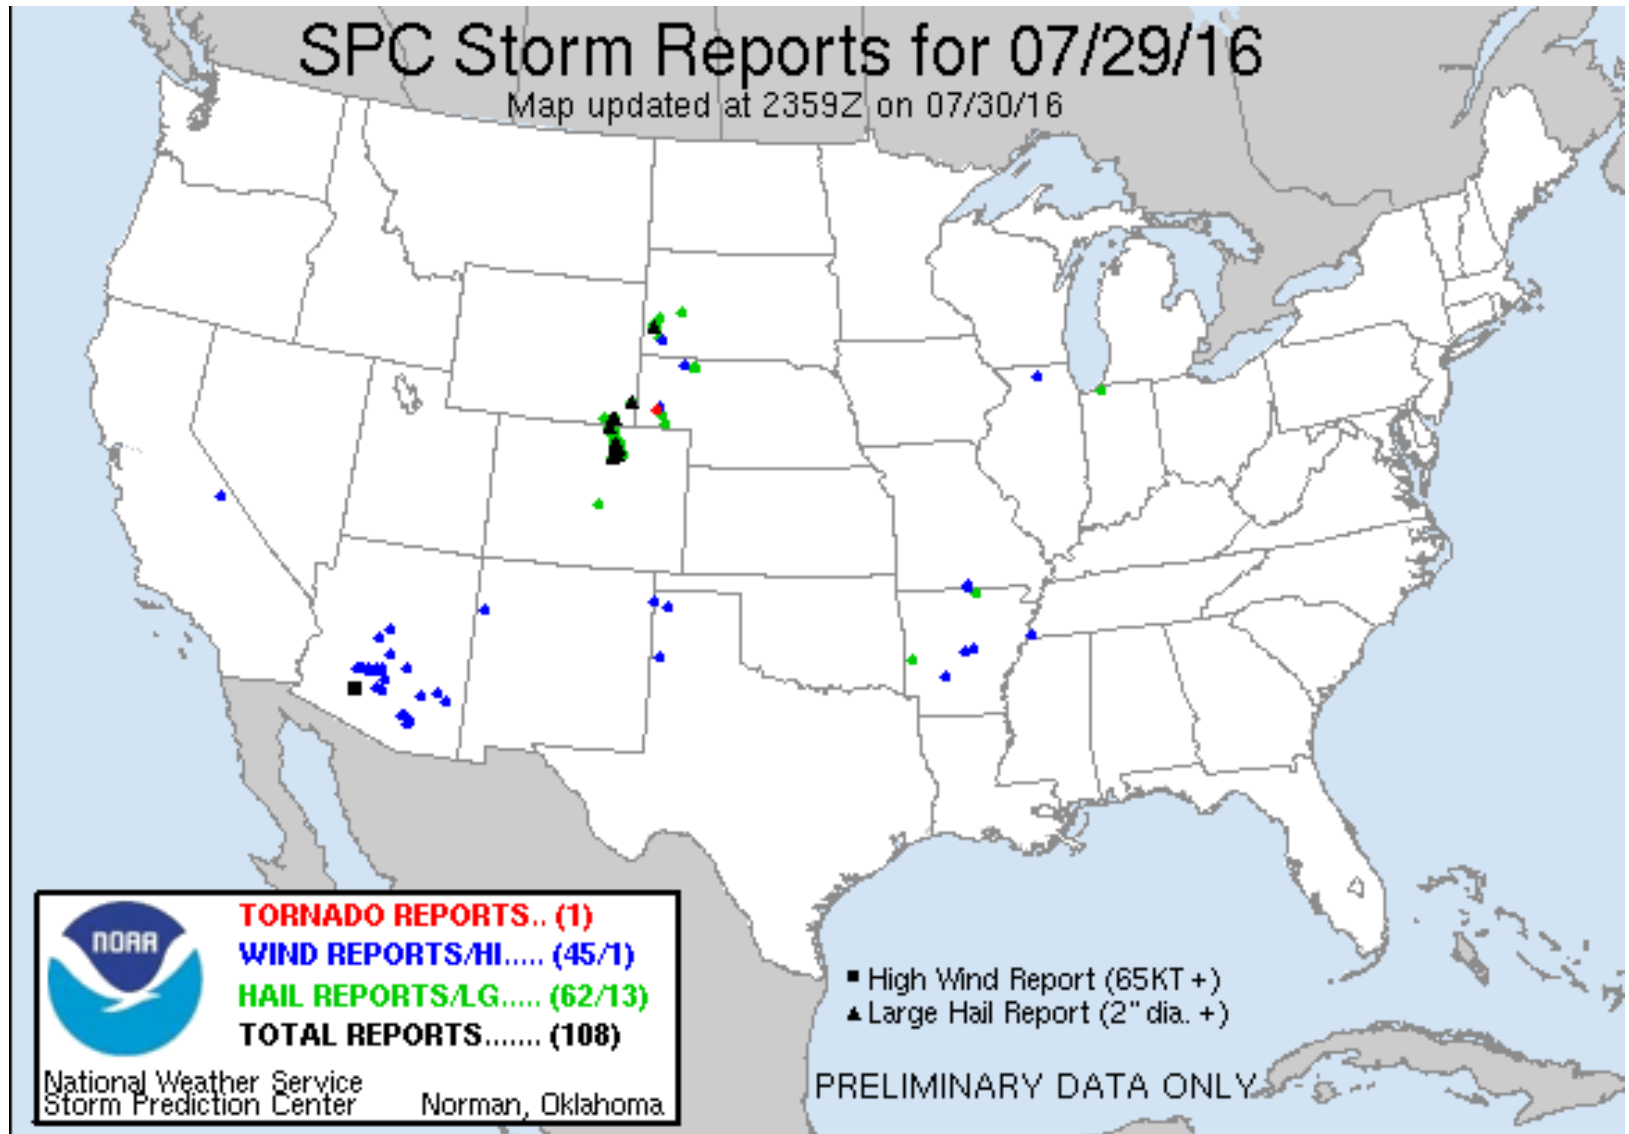 SPC Storm Reports for 07/29/16
Map updated at 2359Z on 07/30/16
NOAA
TORNADO REPORTS.. (1)
WIND REPORTS/HI..... (45/1)
HAIL REPORTS/LG..... (62/13)
TOTAL REPORTS....... (108)
National Weather Service
Storm Prediction Center Norman, Oklahoma
High Wind Report (65KT +)
Large Hail Report (2" dia. +)
PRELIMINARY DATA ONLY